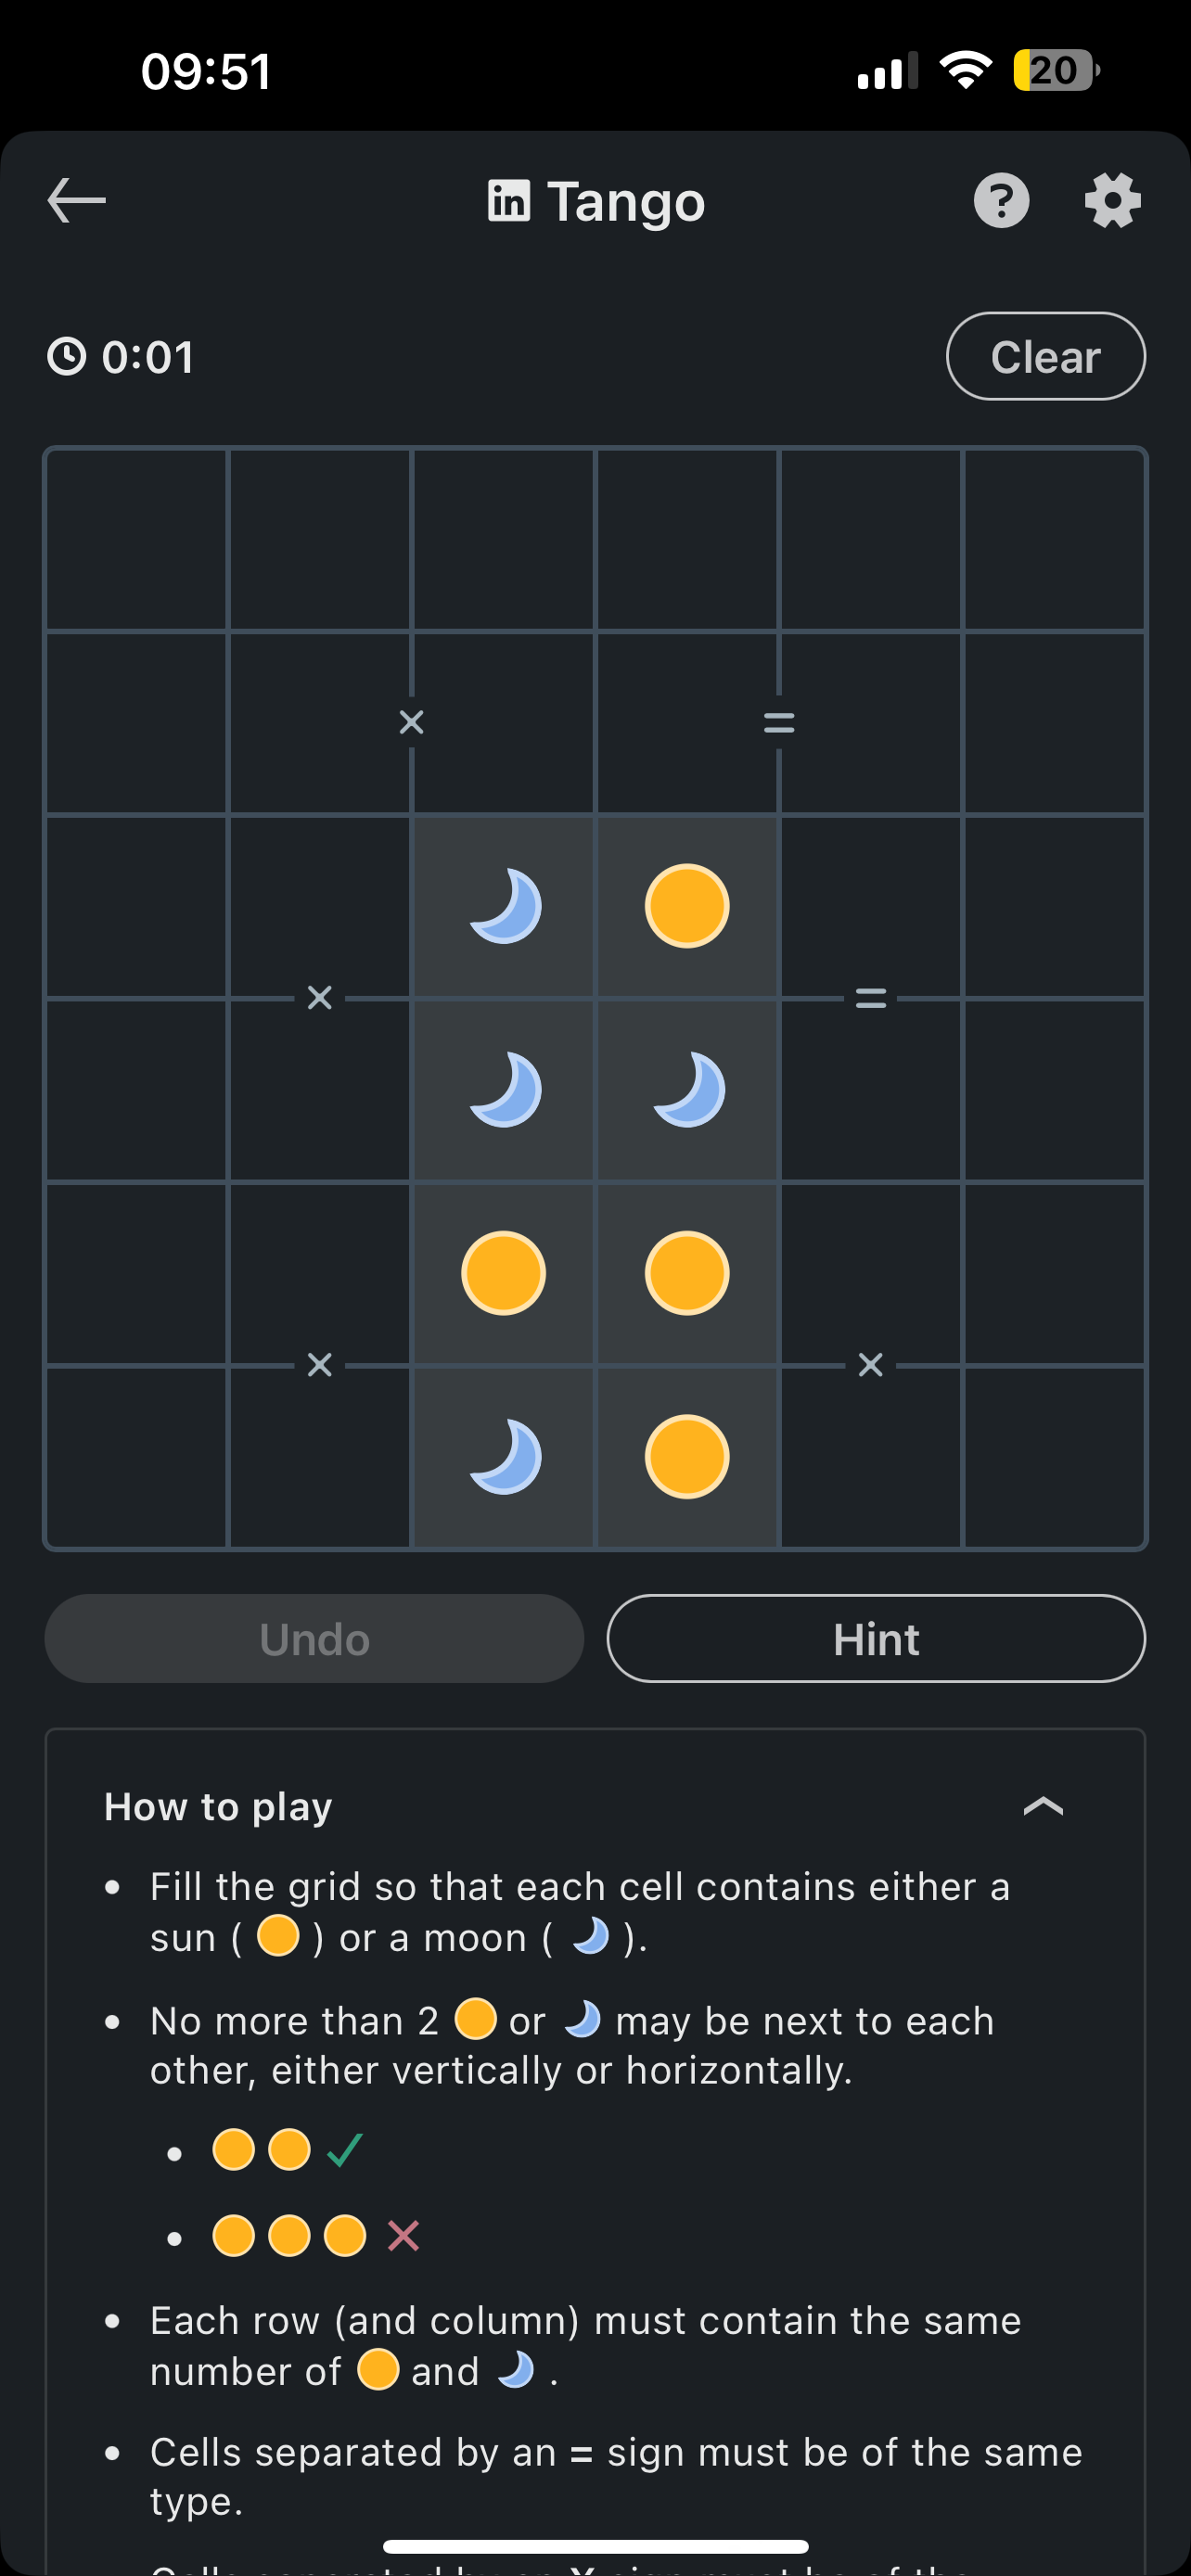 09:51
20
in Tango
?
0:01
Clear
×
=
×
=
×
×
Undo
Hint
How to play
• Fill the grid so that each cell contains either a
sun ( ) or a moon ( ).
• No more than 2 or may be next to each
other, either vertically or horizontally.
• Each row (and column) must contain the same
number of and .
• Cells separated by an = sign must be of the same
type.